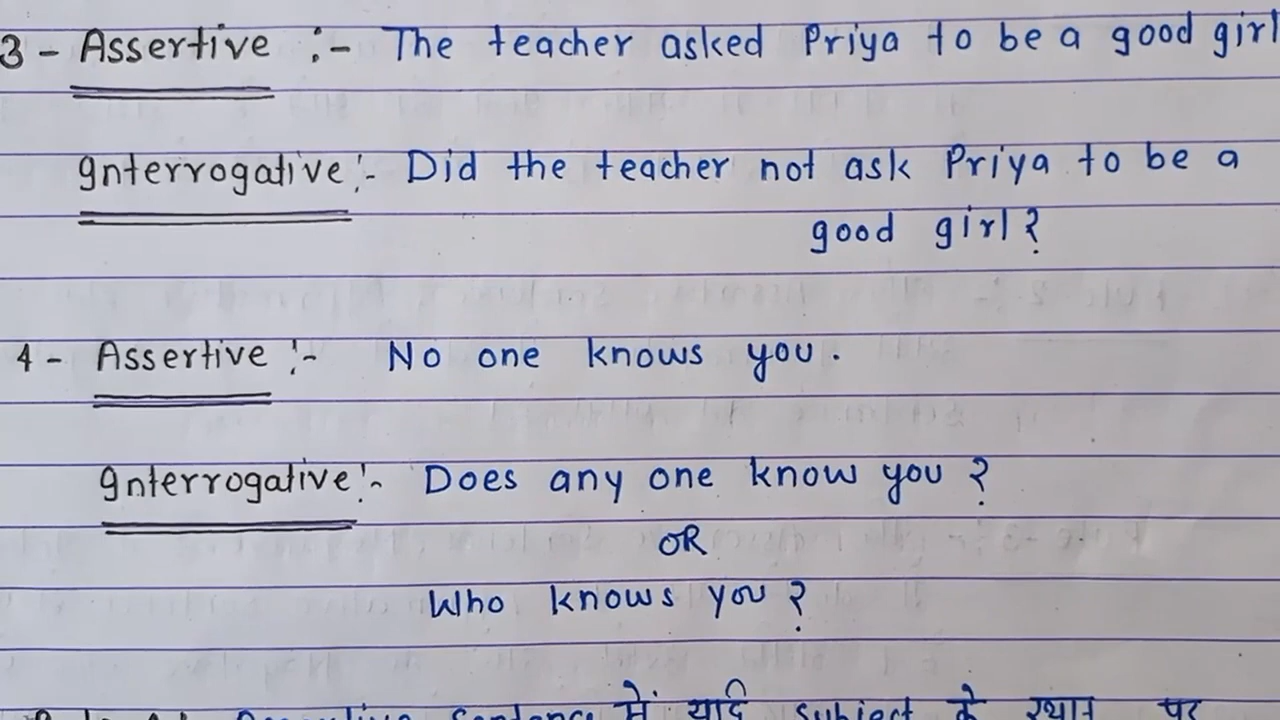 3 - Assertive :- The teacher asked Priya to be a good girl
Interrogative :- Did the teacher not ask Priya to be a
good girl?
4 - Assertive :- No one knows you.
Interrogative :- Does any one know you?
OR
Who knows you?
Sentence में यदि subject के स्थान पर